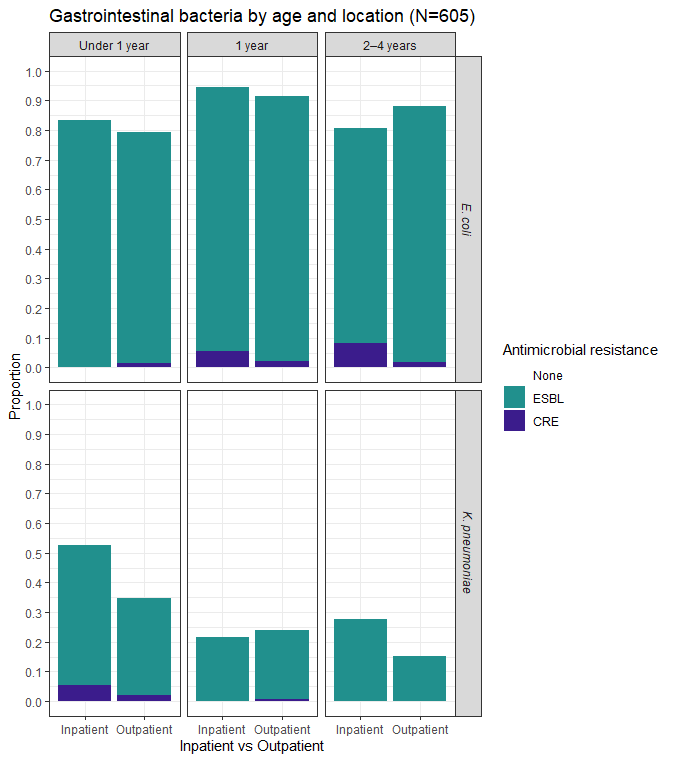 Gastrointestinal bacteria by age and location (N=605)
Under 1 year
1 year
2–4 years
1.0
0.9
0.8
0.7
0.6
0.5
0.4
0.3
0.2
0.1
0.0
E. coli
1.0
0.9
0.8
0.7
0.6
0.5
0.4
0.3
0.2
0.1
0.0
K. pneumoniae
Proportion
Inpatient Outpatient
Inpatient Outpatient
Inpatient Outpatient
Inpatient vs Outpatient
Antimicrobial resistance
None
ESBL
CRE